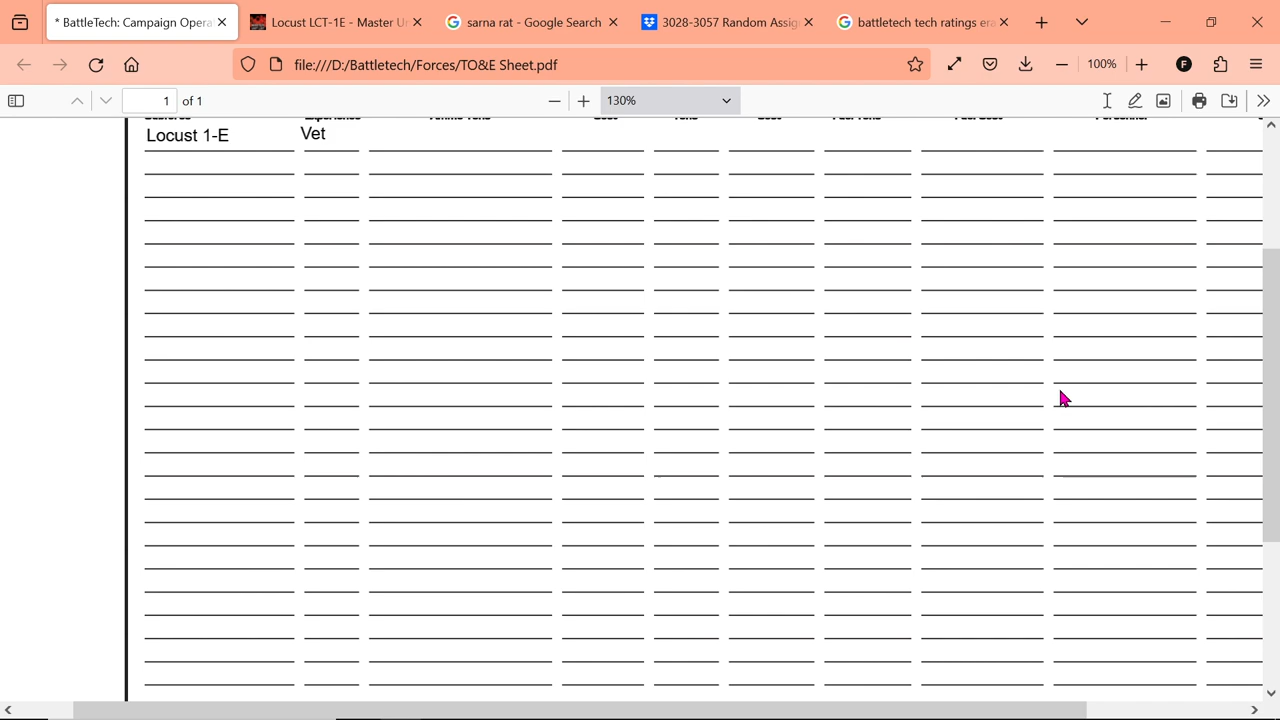 * BattleTech: Campaign Opera
Locust LCT-1E - Master Un
sarna rat - Google Search
3028-3057 Random Assig
battletech tech ratings era
file:///D:/Battletech/Forces/TO&E Sheet.pdf
100%
F
1 of 1
130%
Locust 1-E Vet